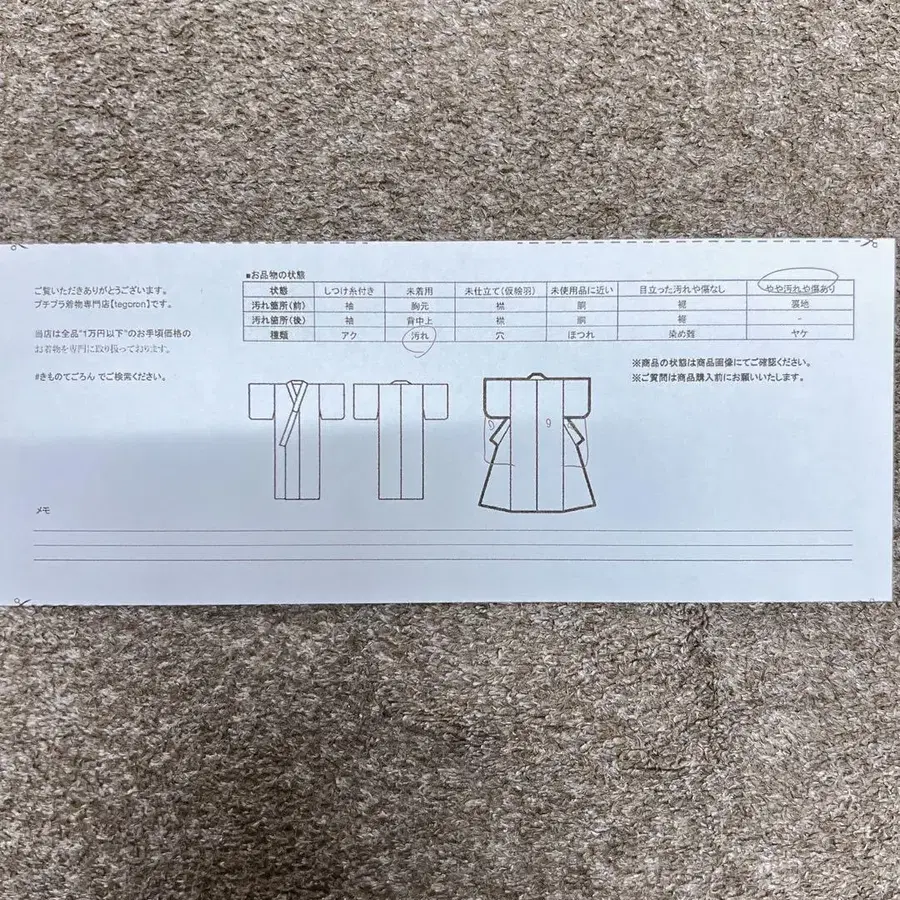 ご覧いただきありがとうございます。
プチプラ着物専門店【tegoron】です。
当店は全品"1万円以下"のお手頃価格の
お着物を専門に取り扱っております。
#きものてごろん でご検索ください。
■お品物の状態
状態 しつけ糸付き 未着用 未仕立て(仮絵羽) 未使用品に近い 目立った汚れや傷なし やや汚れや傷あり
汚れ箇所(前) 袖 胸元 襟 胴 裾 裏地
汚れ箇所(後) 袖 背中上 襟 胴 裾 -
種類 アク 汚れ 穴 ほつれ 染め難 ヤケ
※商品の状態は商品画像にてご確認ください。
※ご質問は商品購入前にお願いいたします。
メモ